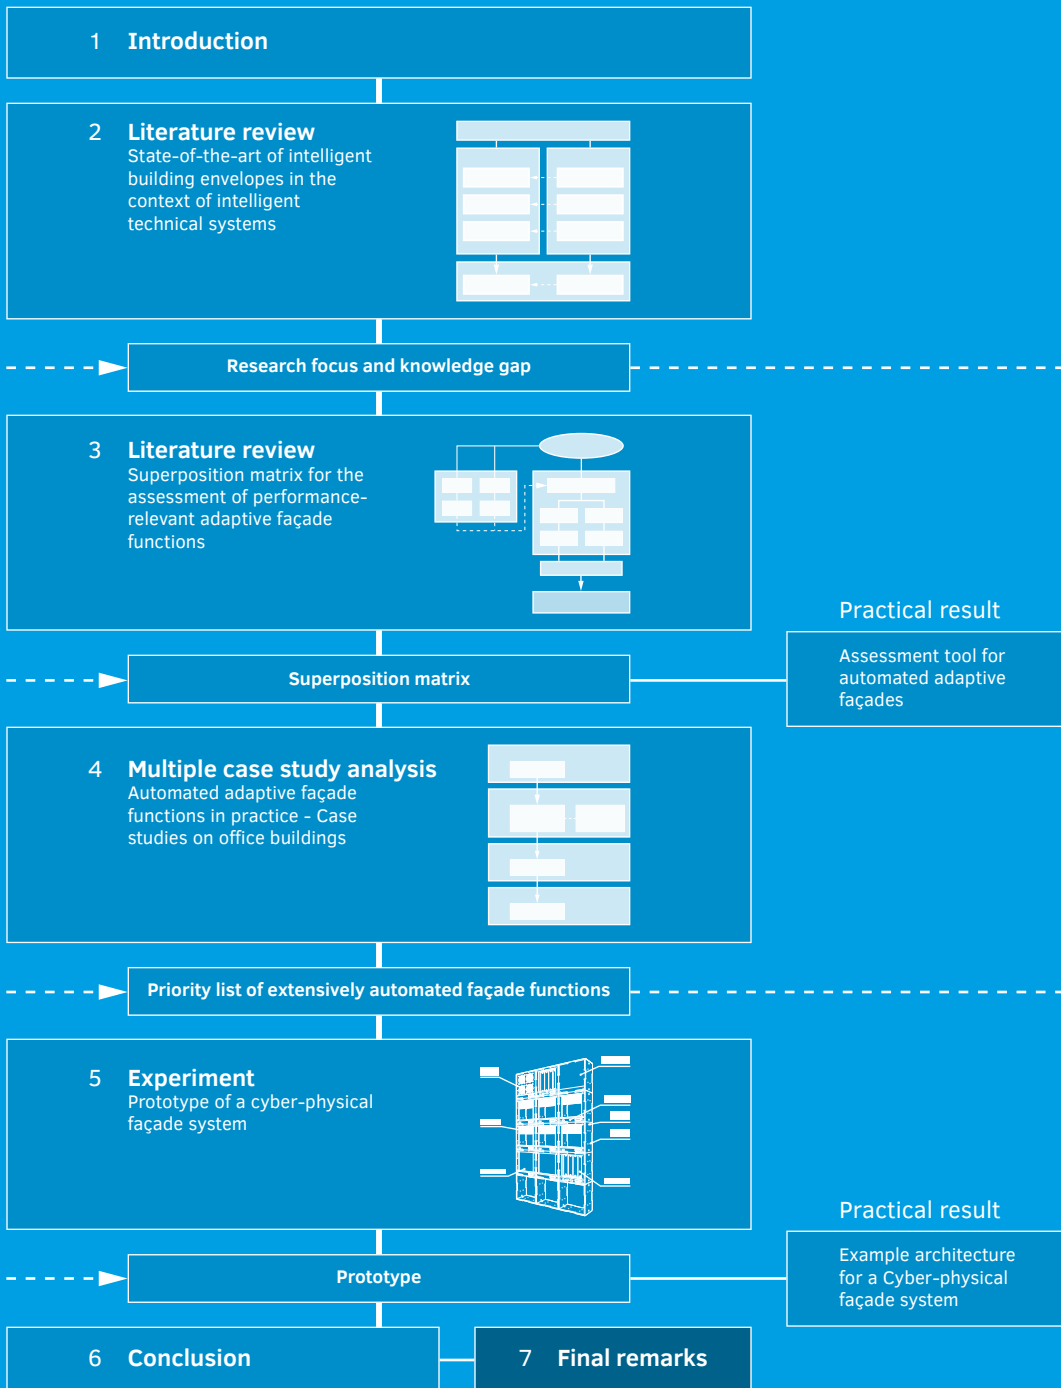 1 Introduction
2 Literature review
State-of-the-art of intelligent
building envelopes in the
context of intelligent
technical systems
Research focus and knowledge gap
3 Literature review
Superposition matrix for the
assessment of performance-
relevant adaptive façade
functions
Practical result
Assessment tool for
automated adaptive
façades
Superposition matrix
4 Multiple case study analysis
Automated adaptive façade
functions in practice - Case
studies on office buildings
Priority list of extensively automated façade functions
5 Experiment
Prototype of a cyber-physical
façade system
Practical result
Example architecture
for a Cyber-physical
façade system
Prototype
6 Conclusion
7 Final remarks